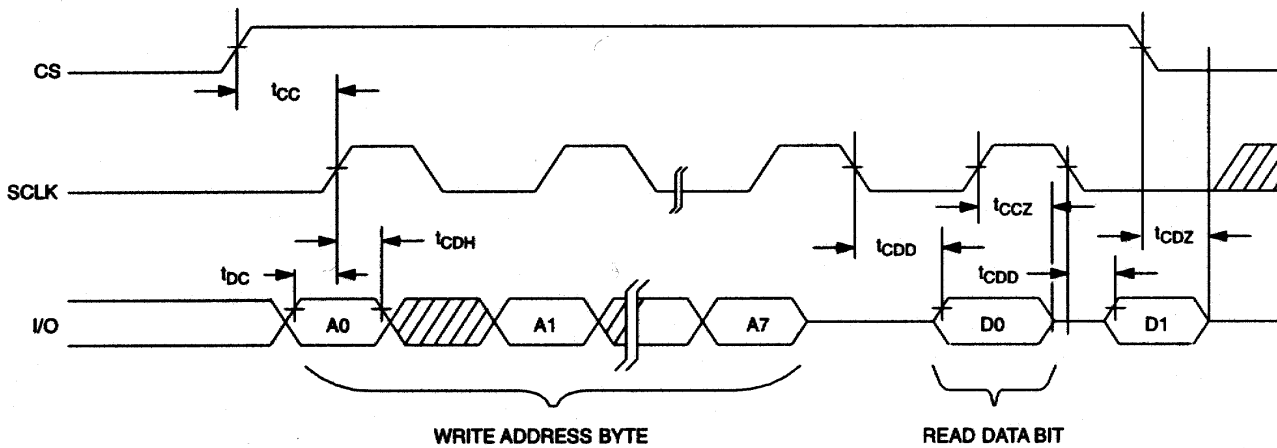 CS
tCC
SCLK
tCCZ
tCDH
tCDD
tCDZ
tDC
tCDD
I/O
A0
A1
A7
D0
D1
WRITE ADDRESS BYTE
READ DATA BIT